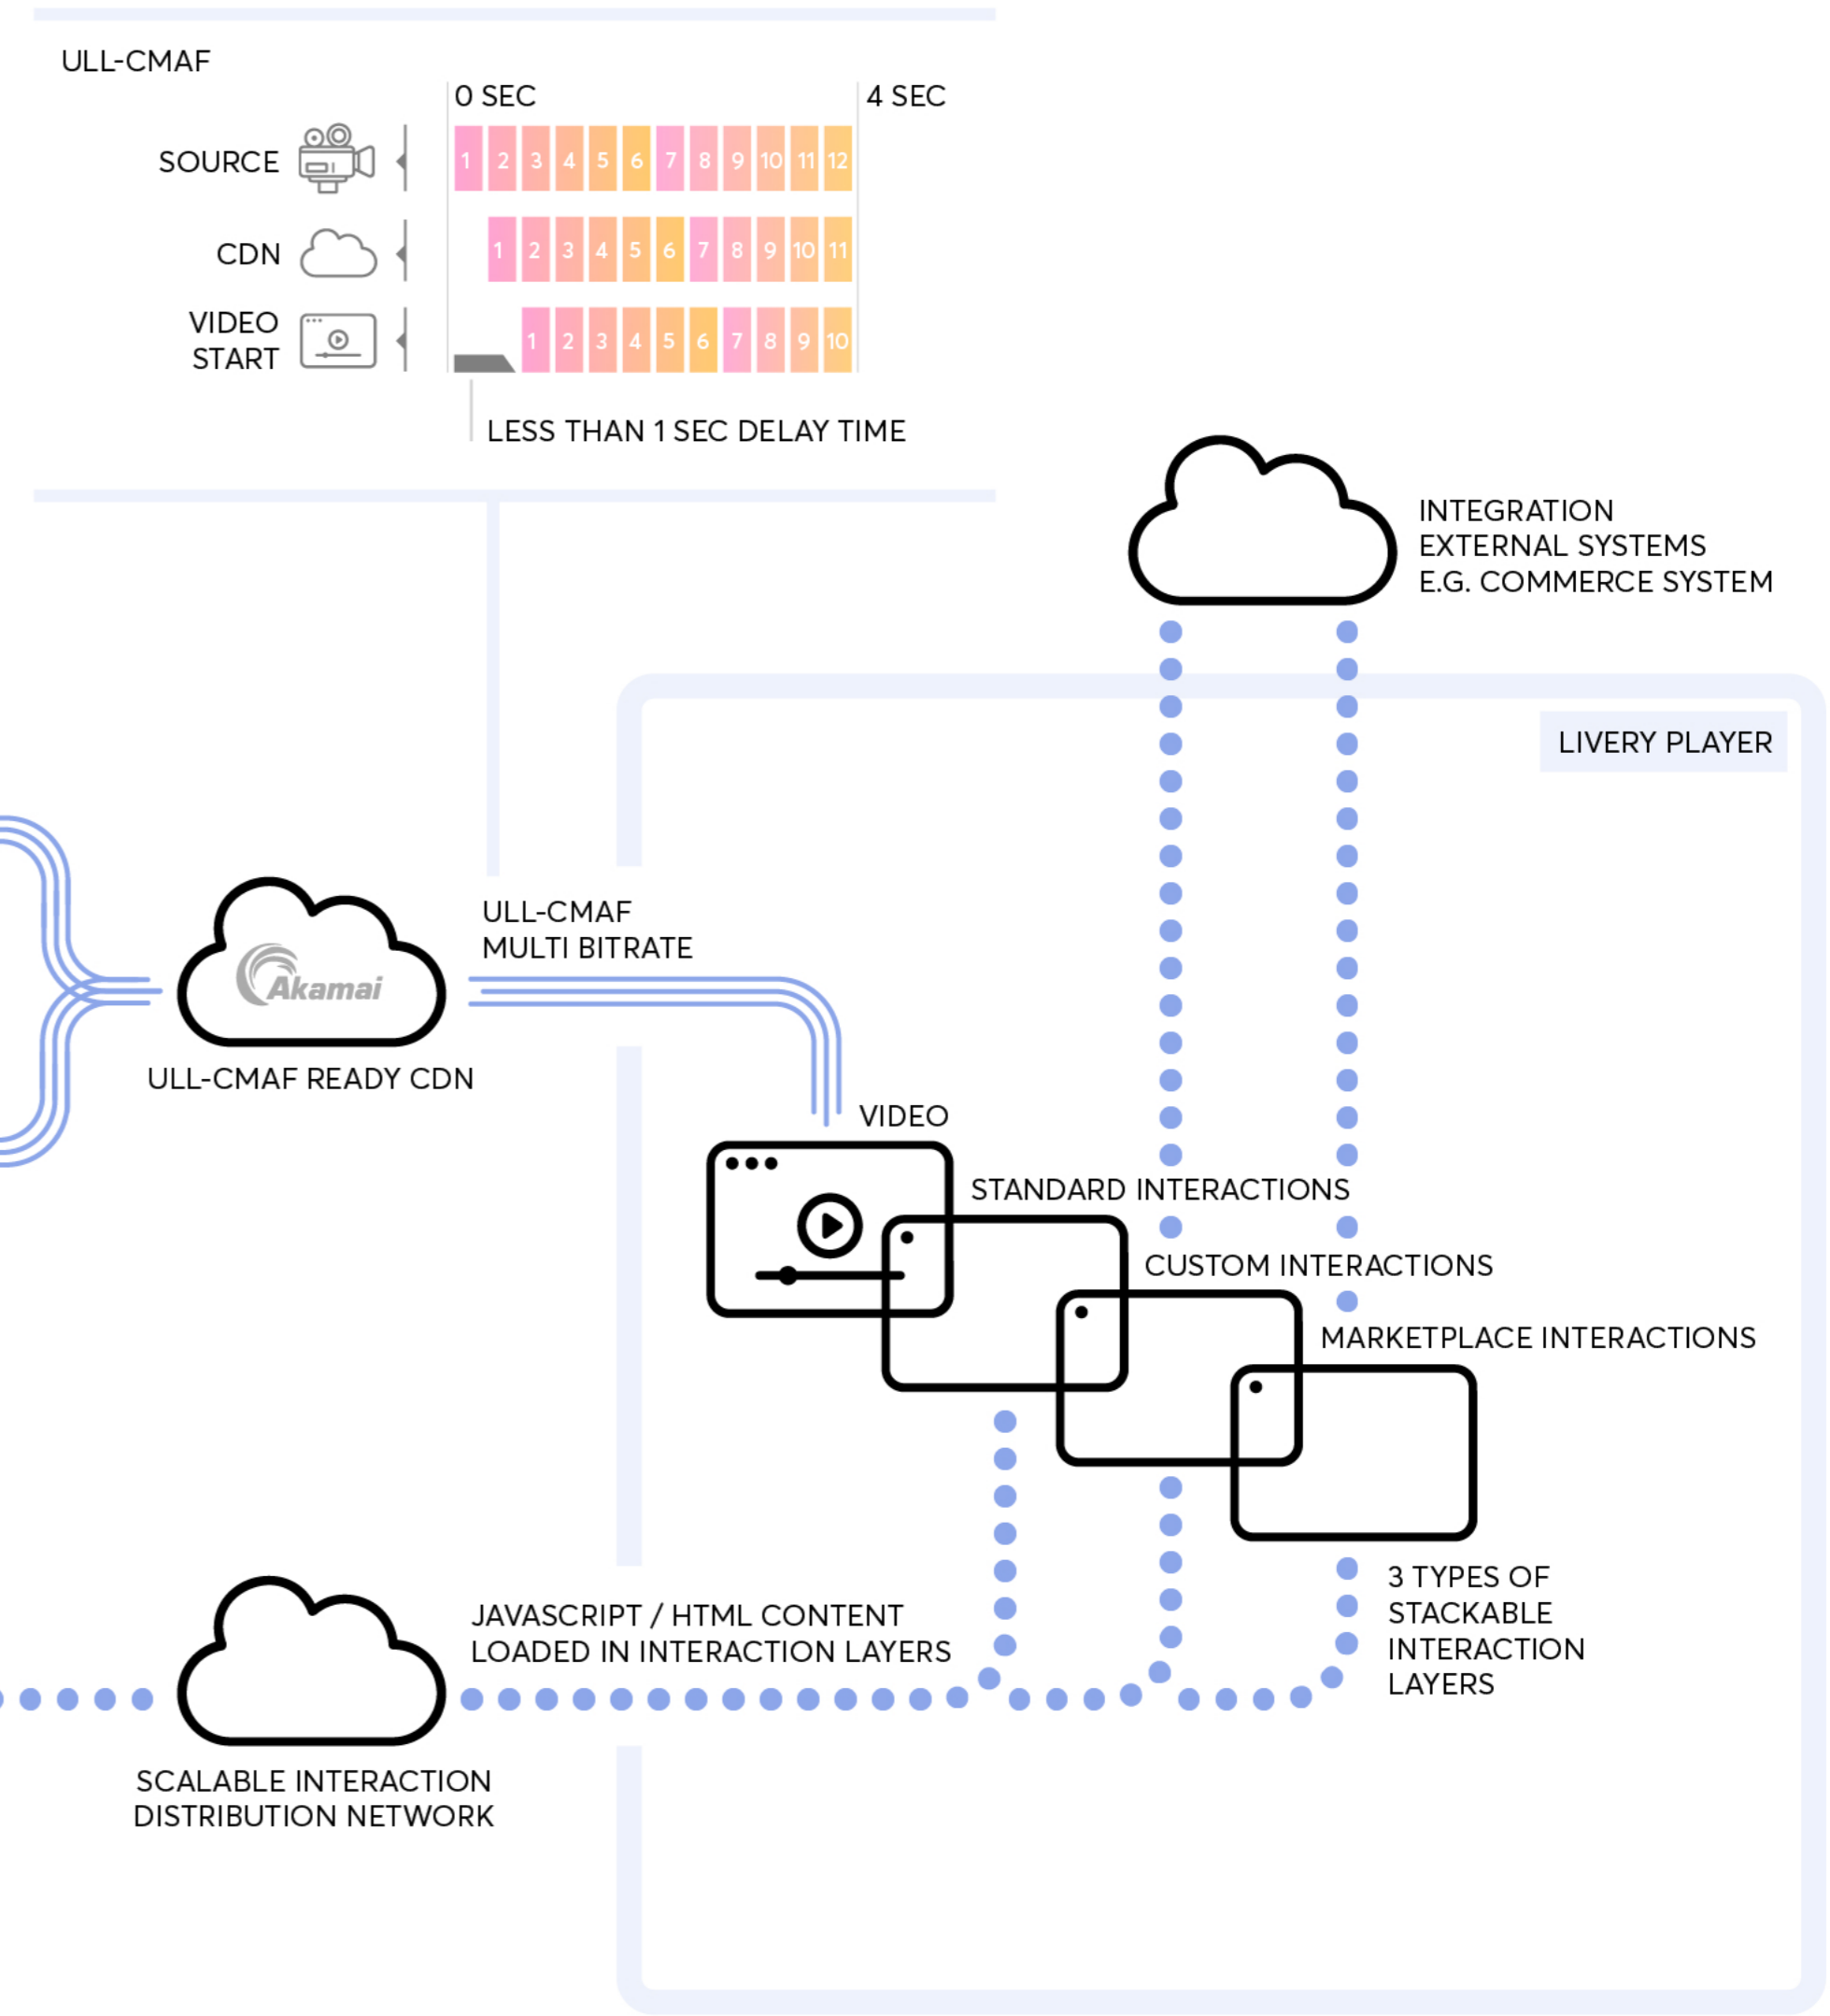 ULL-CMAF
0 SEC 4 SEC
SOURCE 1 2 3 4 5 6 7 8 9 10 11 12
CDN 1 2 3 4 5 6 7 8 9 10 11
VIDEO
START 1 2 3 4 5 6 7 8 9 10
LESS THAN 1 SEC DELAY TIME
INTEGRATION
EXTERNAL SYSTEMS
E.G. COMMERCE SYSTEM
LIVERY PLAYER
ULL-CMAF
MULTI BITRATE
Akamai
ULL-CMAF READY CDN
VIDEO
STANDARD INTERACTIONS
CUSTOM INTERACTIONS
MARKETPLACE INTERACTIONS
3 TYPES OF
STACKABLE
INTERACTION
LAYERS
JAVASCRIPT / HTML CONTENT
LOADED IN INTERACTION LAYERS
SCALABLE INTERACTION
DISTRIBUTION NETWORK